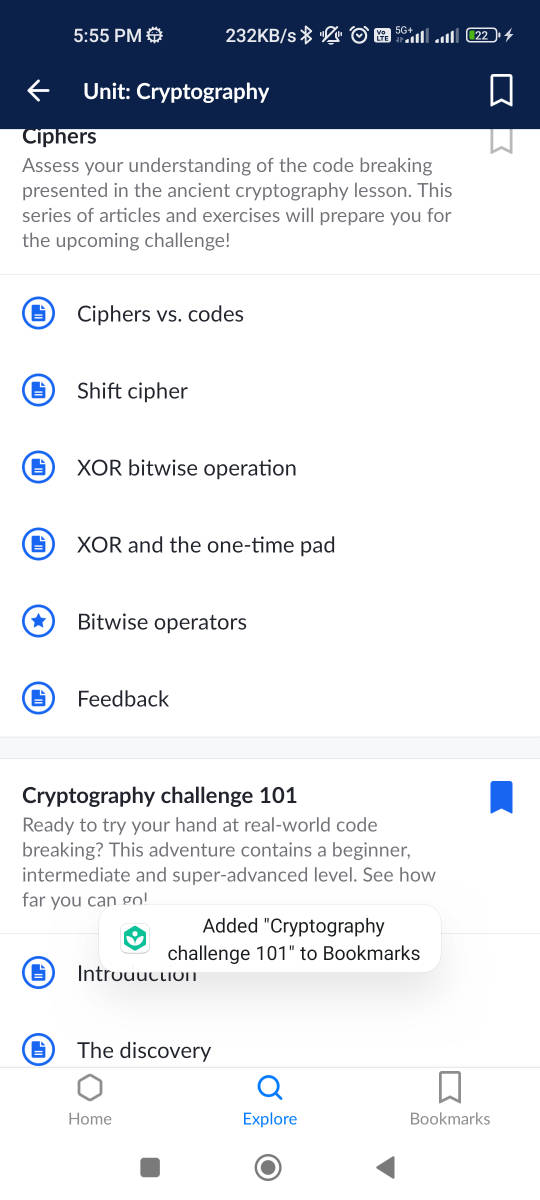 5:55 PM
232KB/s
Vo
LTE
5G+
22
Unit: Cryptography
Ciphers
Assess your understanding of the code breaking
presented in the ancient cryptography lesson. This
series of articles and exercises will prepare you for
the upcoming challenge!
Ciphers vs. codes
Shift cipher
XOR bitwise operation
XOR and the one-time pad
Bitwise operators
Feedback
Cryptography challenge 101
Ready to try your hand at real-world code
breaking? This adventure contains a beginner,
intermediate and super-advanced level. See how
far you can go!
Added "Cryptography
challenge 101" to Bookmarks
Introduction
The discovery
Home
Explore
Bookmarks